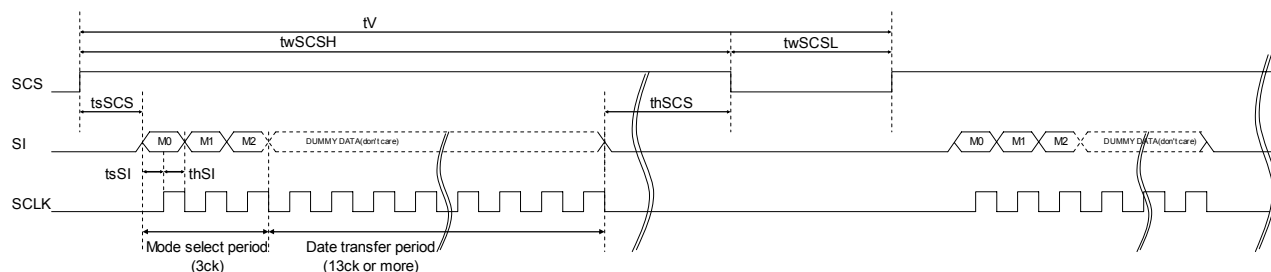 tV
twSCSH
twSCSL
SCS
tsSCS
thSCS
SI
M0
M1
M2
DUMMY DATA(don't care)
M0
M1
M2
DUMMY DATA(don't care)
tsSI
thSI
SCLK
Mode select period
(3ck)
Date transfer period
(13ck or more)